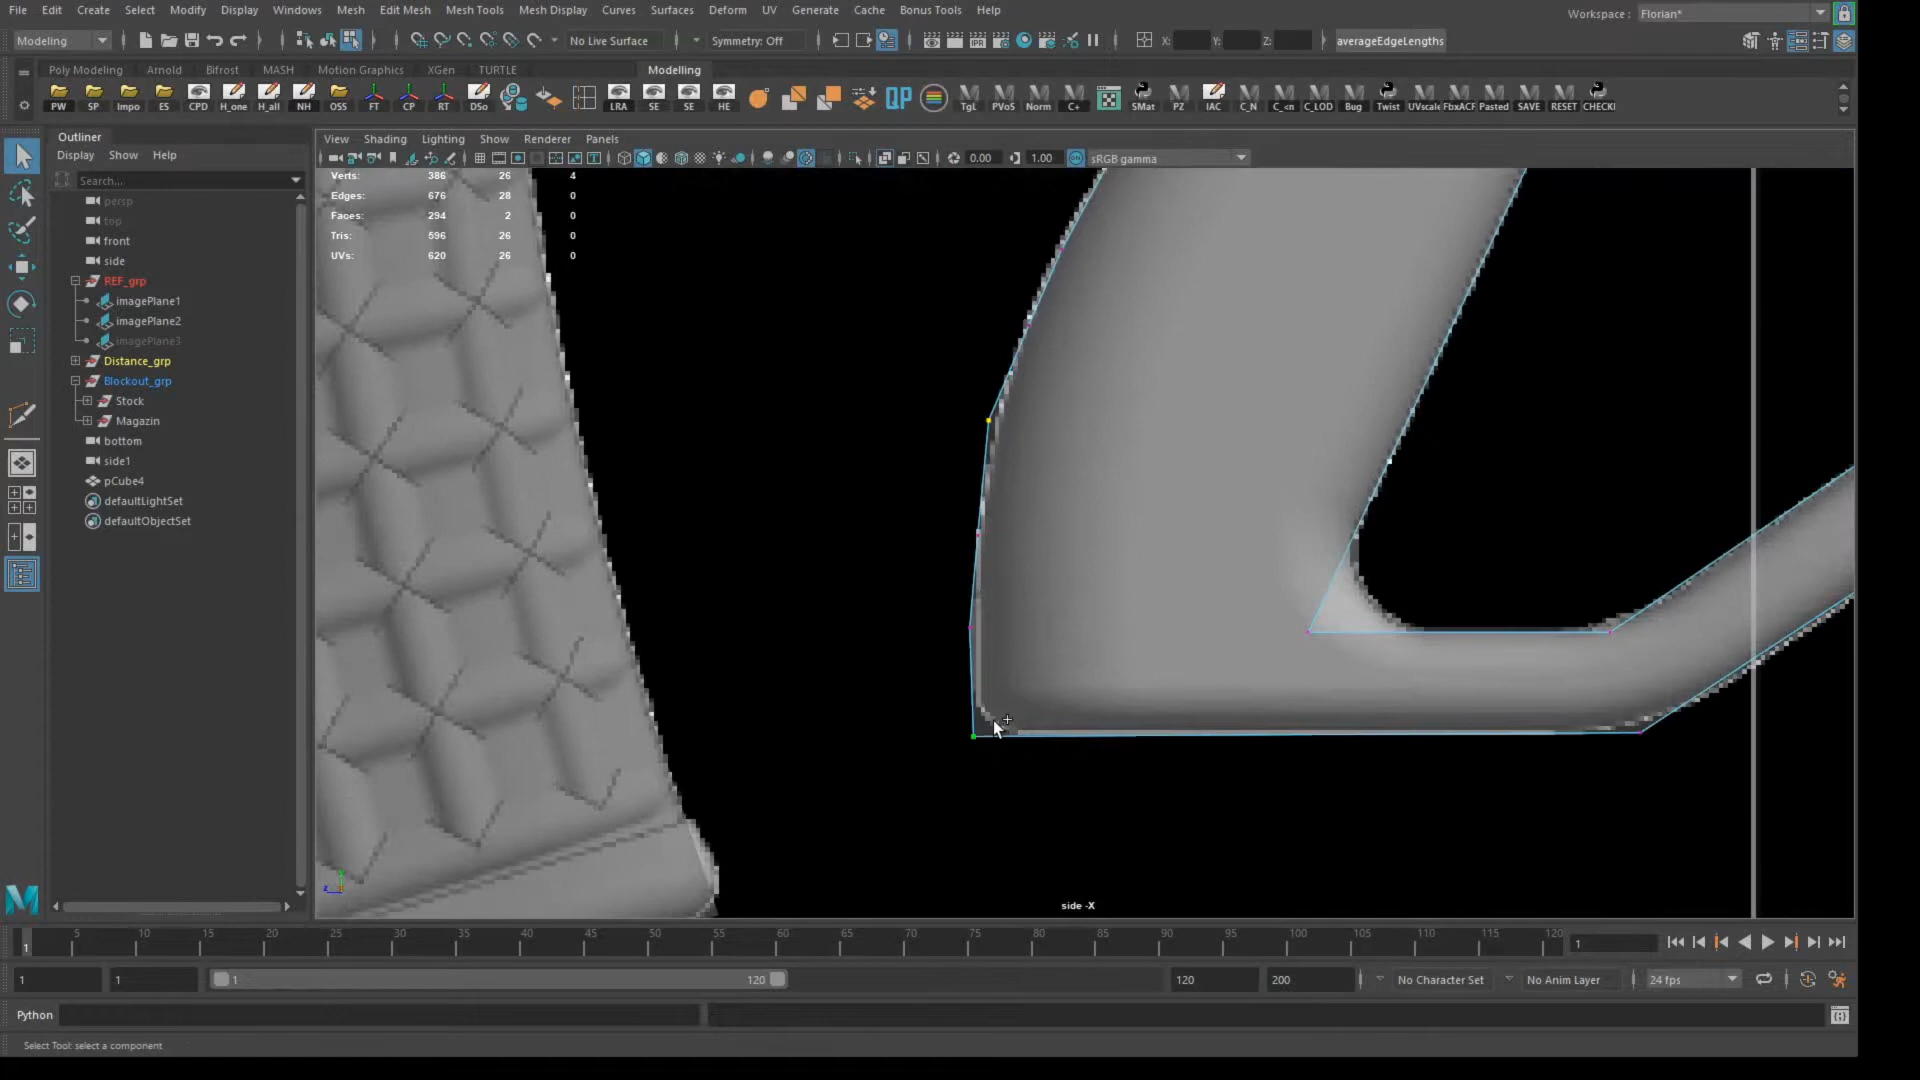 File Edit Create Select Modify Display Windows Mesh Edit Mesh Mesh Tools Mesh Display Curves Surfaces Deform UV Generate Cache Bonus Tools Help Workspace : Florian*
Modeling No Live Surface Symmetry: Off X: Y: Z: averageEdgeLengths
Poly Modeling Arnold Bifrost MASH Motion Graphics XGen TURTLE Modelling
PW SP Impo ES CPD H_one H_all NH OSS FT CP RT DSo LRA SE SE HE QP TgL PVoS Norm C+ SMat PZ IAC C_N C_<n C_LOD Bug Twist UVscale FbxACF Pasted SAVE RESET CHECKI
Outliner
Display Show Help
Search...
persp
top
front
side
REF_grp
imagePlane1
imagePlane2
imagePlane3
Distance_grp
Blockout_grp
Stock
Magazin
bottom
side1
pCube4
defaultLightSet
defaultObjectSet
View Shading Lighting Show Renderer Panels
0.00 1.00 ON sRGB gamma
Verts: 386 26 4
Edges: 676 28 0
Faces: 294 2 0
Tris: 596 26 0
UVs: 620 26 0
y
z
side -X
1 5 10 15 20 25 30 35 40 45 50 55 60 65 70 75 80 85 90 95 100 105 110 115 120 1
1 1 1 120 120 200 No Character Set No Anim Layer 24 fps
Python
Select Tool: select a component